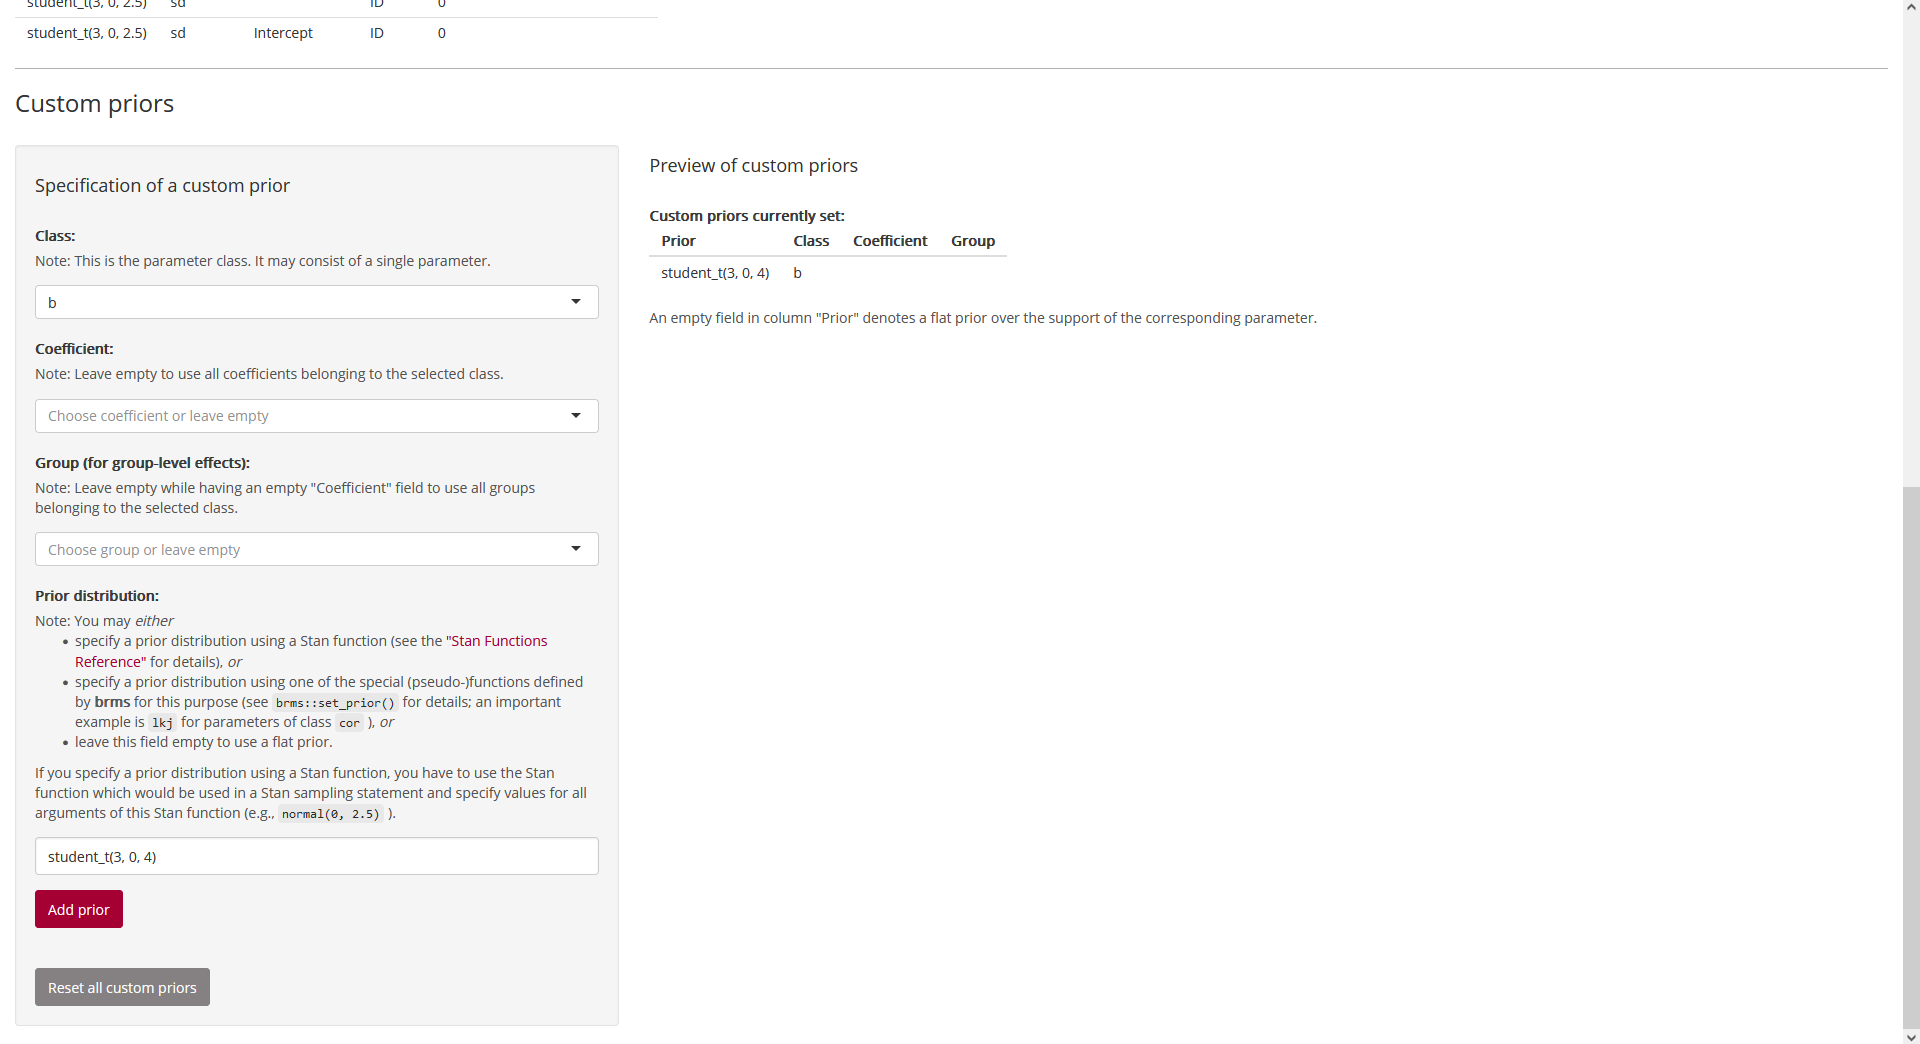 student_t(3, 0, 2.5) sd ID 0
student_t(3, 0, 2.5) sd Intercept ID 0
Custom priors
Specification of a custom prior
Class:
Note: This is the parameter class. It may consist of a single parameter.
b
Coefficient:
Note: Leave empty to use all coefficients belonging to the selected class.
Choose coefficient or leave empty
Group (for group-level effects):
Note: Leave empty while having an empty "Coefficient" field to use all groups
belonging to the selected class.
Choose group or leave empty
Prior distribution:
Note: You may either
• specify a prior distribution using a Stan function (see the "Stan Functions
Reference" for details), or
• specify a prior distribution using one of the special (pseudo-)functions defined
by brms for this purpose (see brms::set_prior() for details; an important
example is lkj for parameters of class cor ), or
• leave this field empty to use a flat prior.
If you specify a prior distribution using a Stan function, you have to use the Stan
function which would be used in a Stan sampling statement and specify values for all
arguments of this Stan function (e.g., normal(0, 2.5) ).
student_t(3, 0, 4)
Add prior
Reset all custom priors
Preview of custom priors
Custom priors currently set:
Prior Class Coefficient Group
student_t(3, 0, 4) b
An empty field in column "Prior" denotes a flat prior over the support of the corresponding parameter.